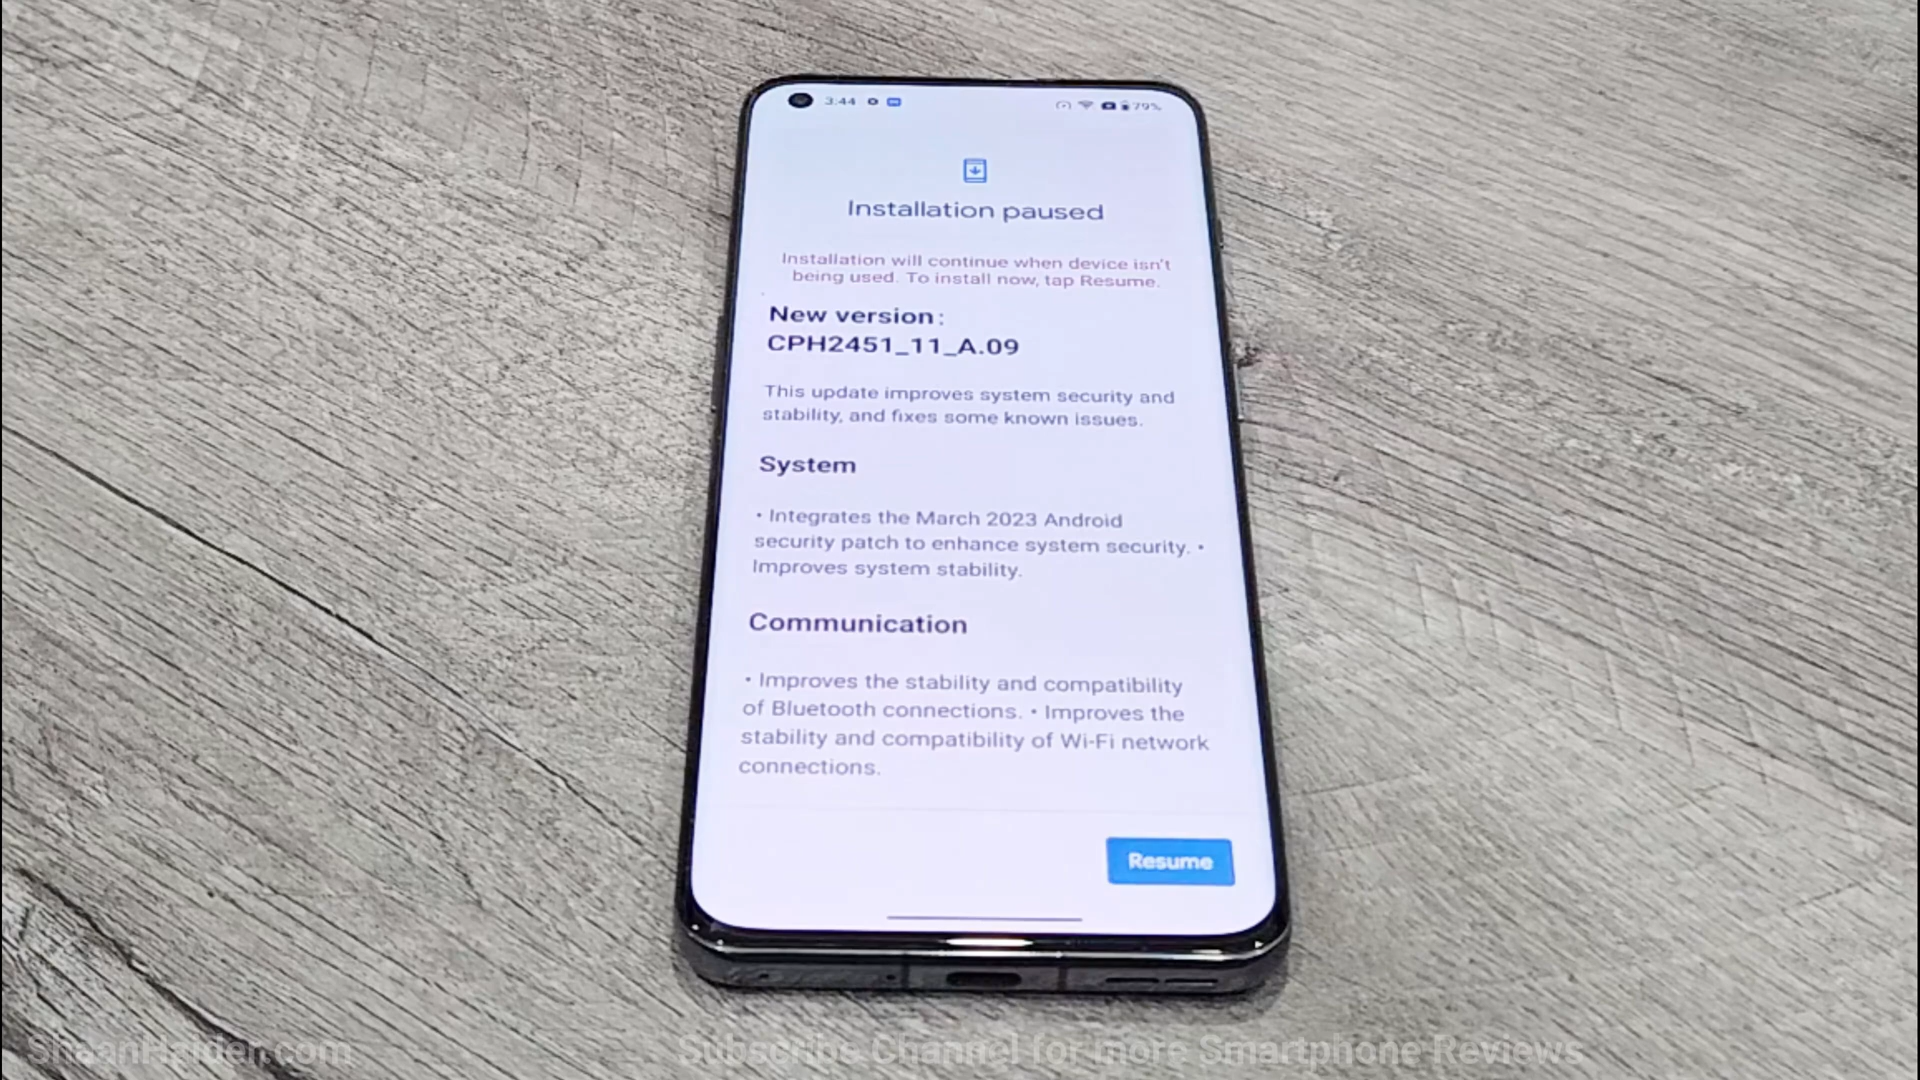 3:44
79%
Installation paused
Installation will continue when device isn't
being used. To install now, tap Resume.
New version:
CPH2451_11_A.09
This update improves system security and
stability, and fixes some known issues.
System
• Integrates the March 2023 Android
security patch to enhance system security. •
Improves system stability.
Communication
• Improves the stability and compatibility
of Bluetooth connections. • Improves the
stability and compatibility of Wi-Fi network
connections.
Resume
ShaanHaider.com
Subscribe Channel for more Smartphone Reviews